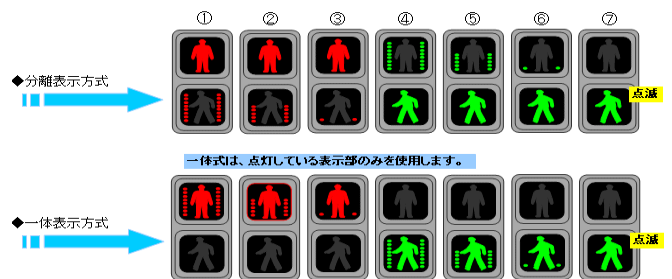 ① ② ③ ④ ⑤ ⑥ ⑦
◆分離表示方式
点滅
一体式は、点灯している表示部のみを使用します。
◆一体表示方式
点滅